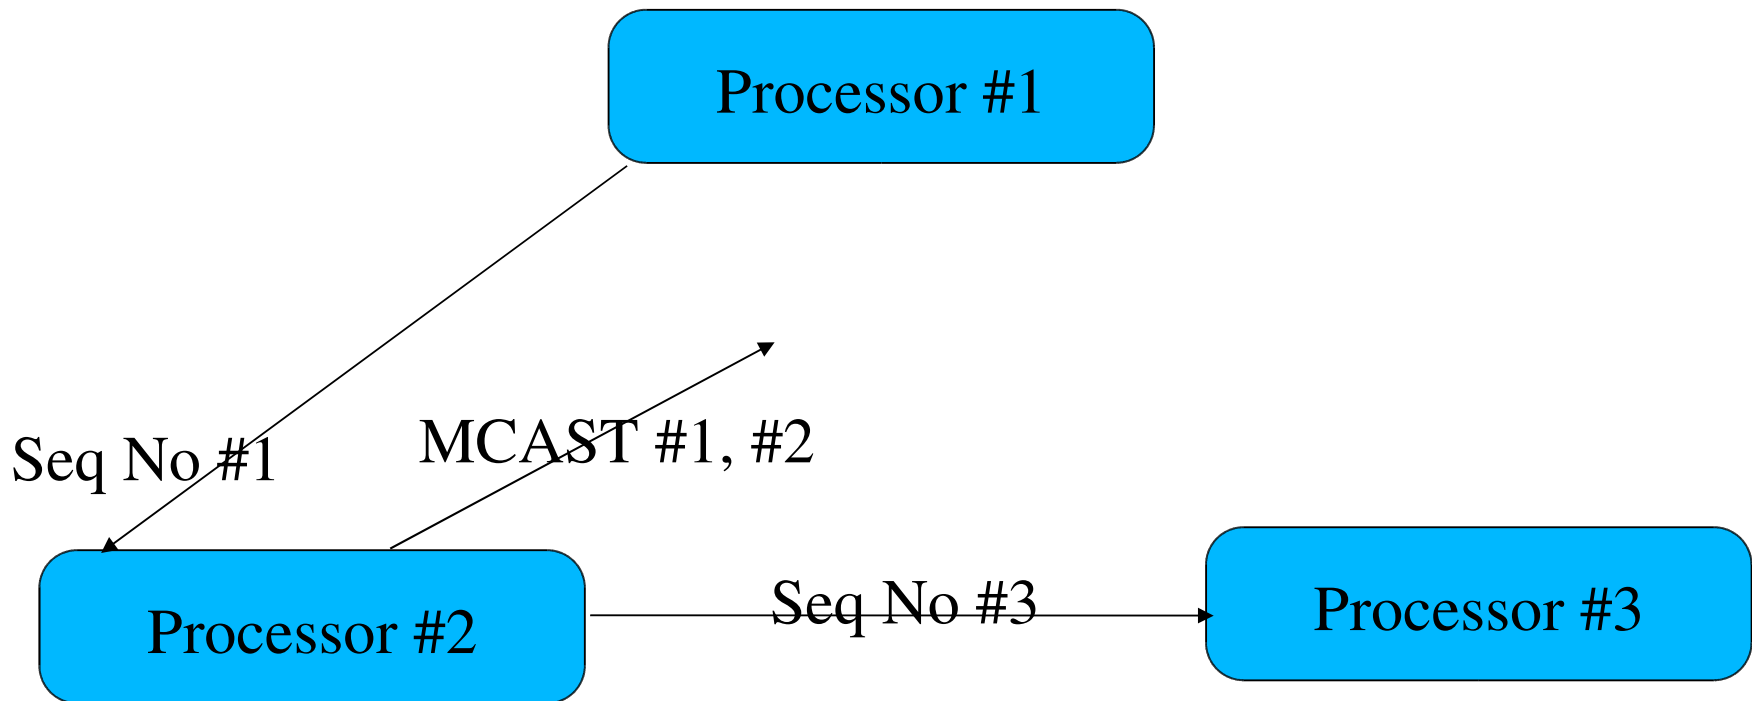 Processor #1
Seq No #1
MCAST #1, #2
Seq No #3
Processor #2
Processor #3